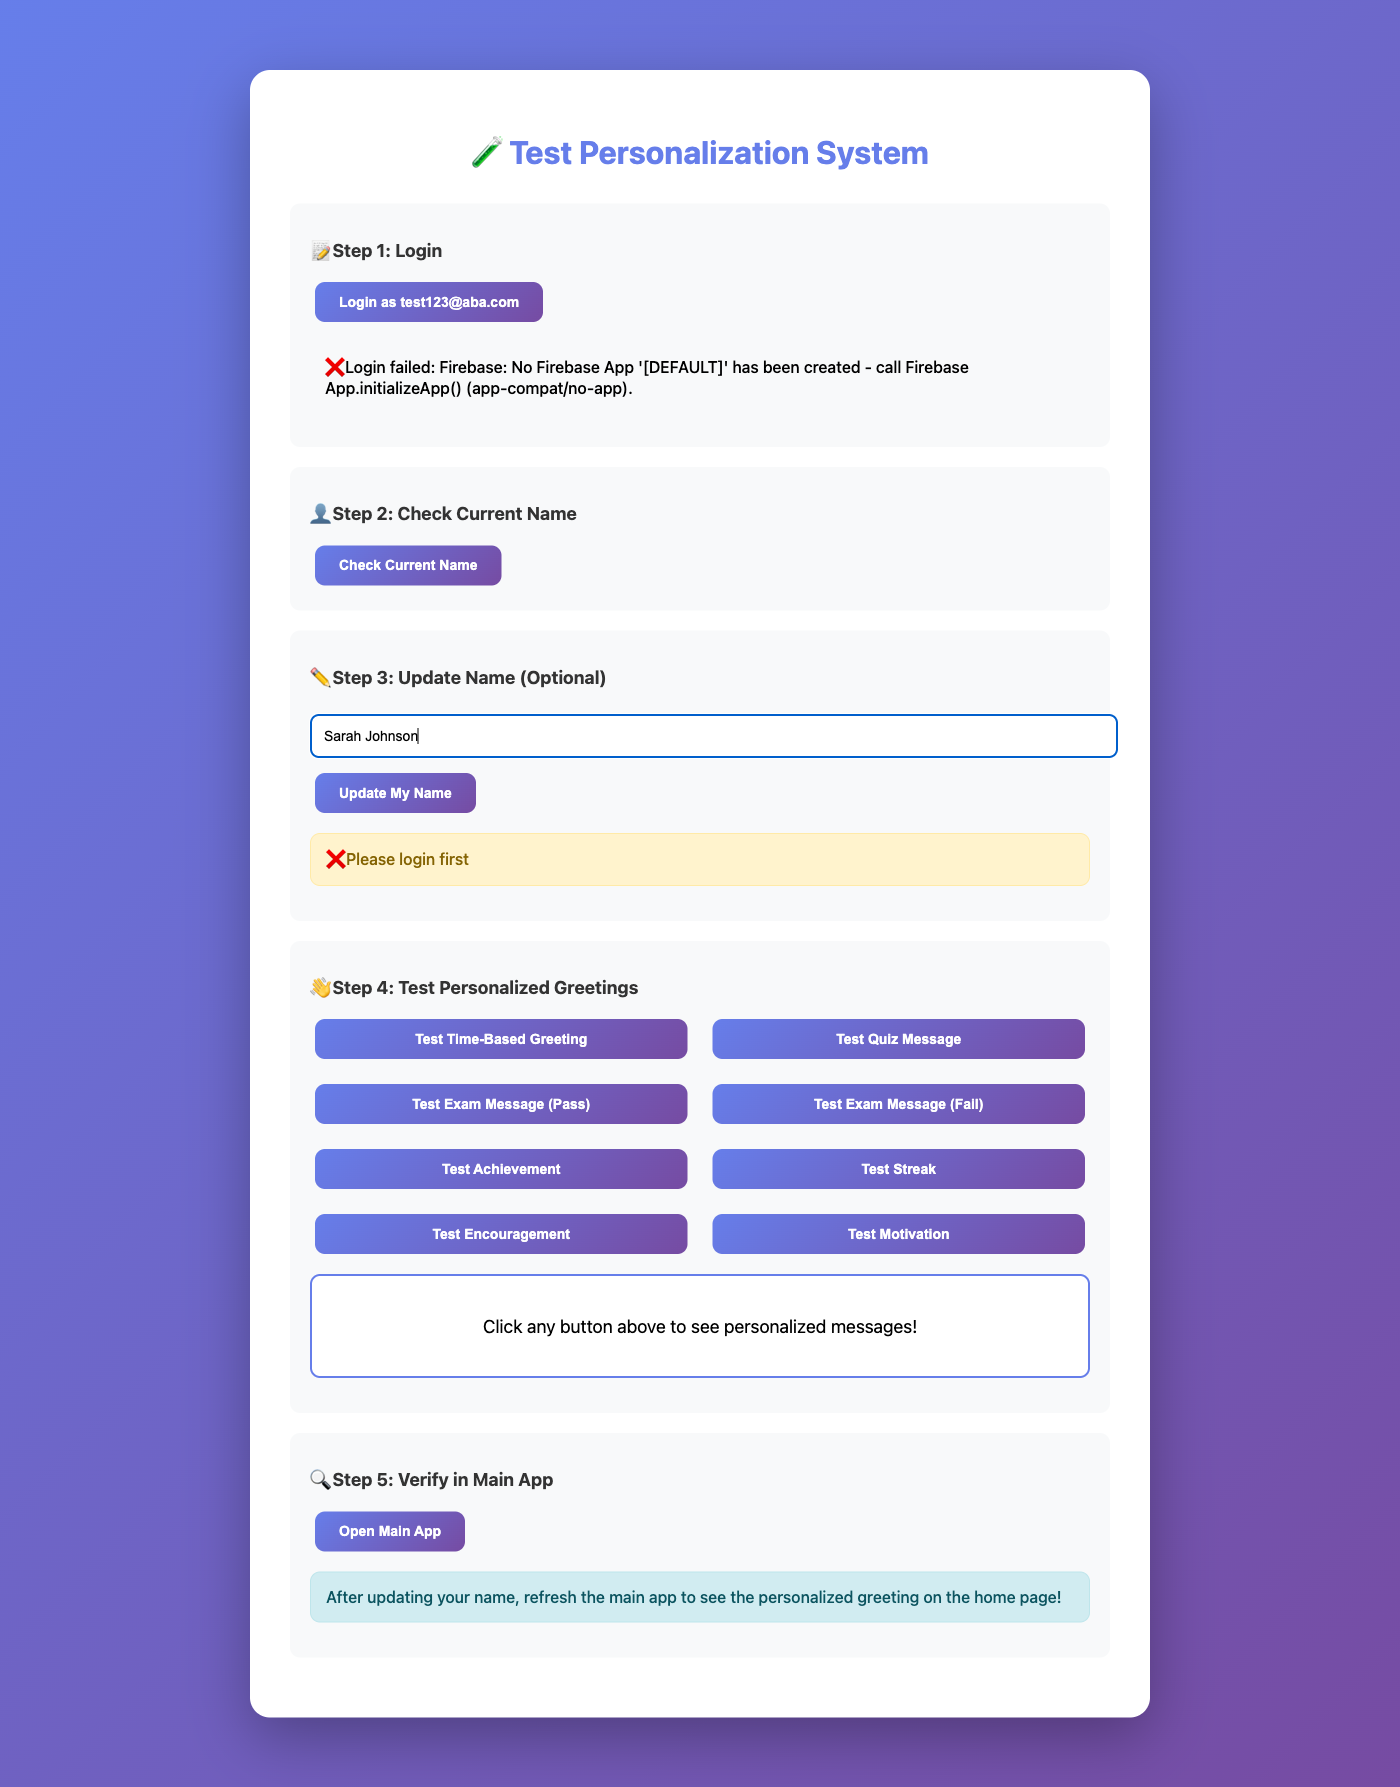 Test Personalization System
Step 1: Login
Login as test123@aba.com
❌Login failed: Firebase: No Firebase App '[DEFAULT]' has been created - call Firebase
App.initializeApp() (app-compat/no-app).
Step 2: Check Current Name
Check Current Name
Step 3: Update Name (Optional)
Sarah Johnson
Update My Name
❌Please login first
Step 4: Test Personalized Greetings
Test Time-Based Greeting
Test Quiz Message
Test Exam Message (Pass)
Test Exam Message (Fail)
Test Achievement
Test Streak
Test Encouragement
Test Motivation
Click any button above to see personalized messages!
Step 5: Verify in Main App
Open Main App
After updating your name, refresh the main app to see the personalized greeting on the home page!